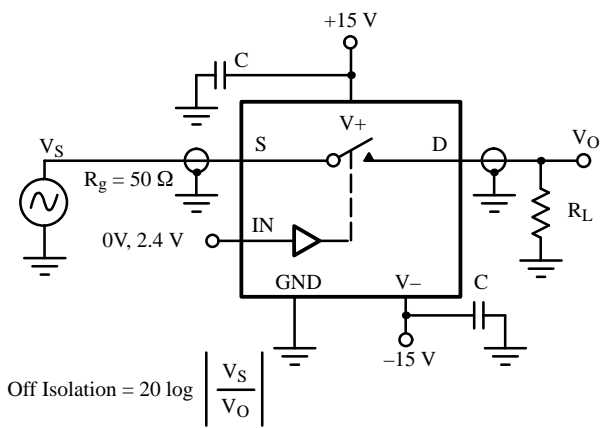 +15 V
C
V+
S
D
V_S
V_O
R_g = 50 Ω
R_L
IN
0V, 2.4 V
GND
V–
C
–15 V
Off Isolation = 20 log | V_S / V_O |